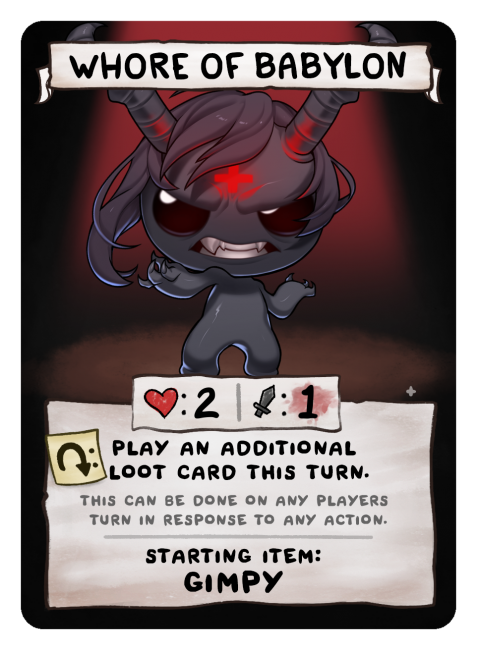 WHORE OF BABYLON
:2 | :1
: PLAY AN ADDITIONAL
LOOT CARD THIS TURN.
THIS CAN BE DONE ON ANY PLAYERS
TURN IN RESPONSE TO ANY ACTION.
STARTING ITEM:
GIMPY